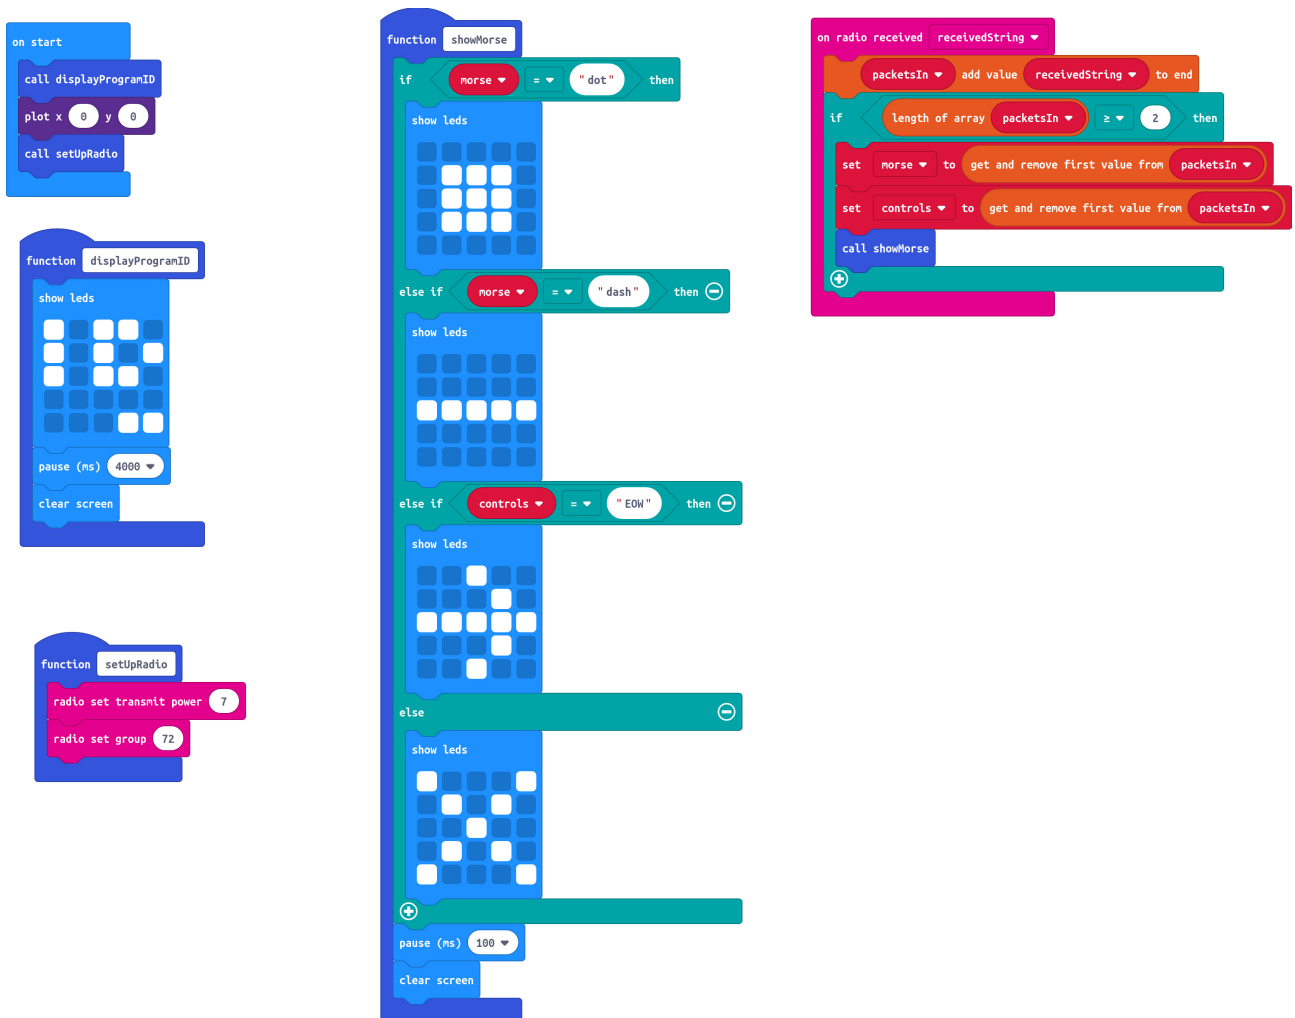 on start
call displayProgramID
plot x 0 y 0
call setUpRadio
function displayProgramID
show leds
pause (ms) 4000
clear screen
function setUpRadio
radio set transmit power 7
radio set group 72
function showMorse
if morse = "dot" then
show leds
else if morse = "dash" then
show leds
else if controls = "EOW" then
show leds
else
show leds
pause (ms) 100
clear screen
on radio received receivedString
packetsIn add value receivedString to end
if length of array packetsIn ≥ 2 then
set morse to get and remove first value from packetsIn
set controls to get and remove first value from packetsIn
call showMorse